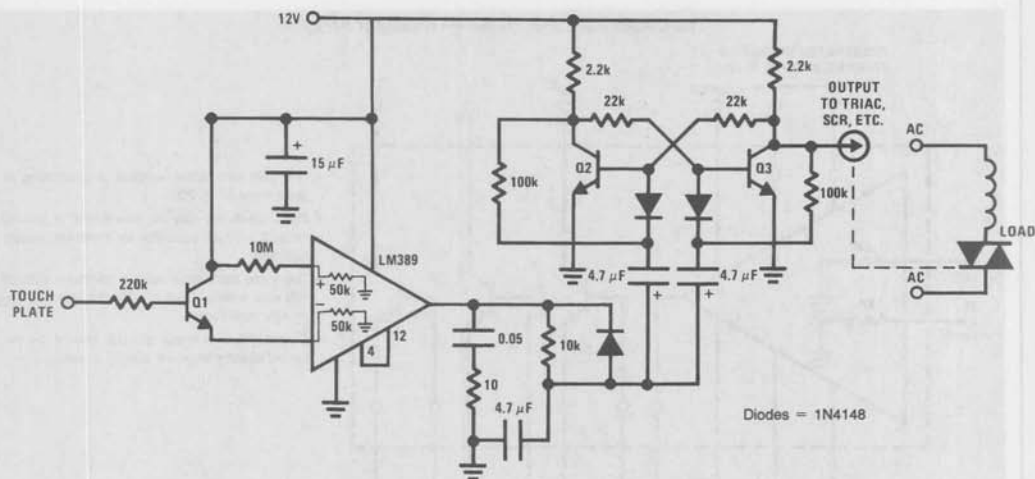 12V
2.2k
2.2k
OUTPUT
TO TRIAC,
SCR, ETC.
22k
22k
AC
15 μF
+
Q2
Q3
100k
100k
LOAD
10M
LM389
4.7 μF
4.7 μF
+
+
AC
TOUCH
PLATE
220k
Q1
+
50k
−
50k
12
4
0.05
10k
10
4.7 μF
Diodes = 1N4148